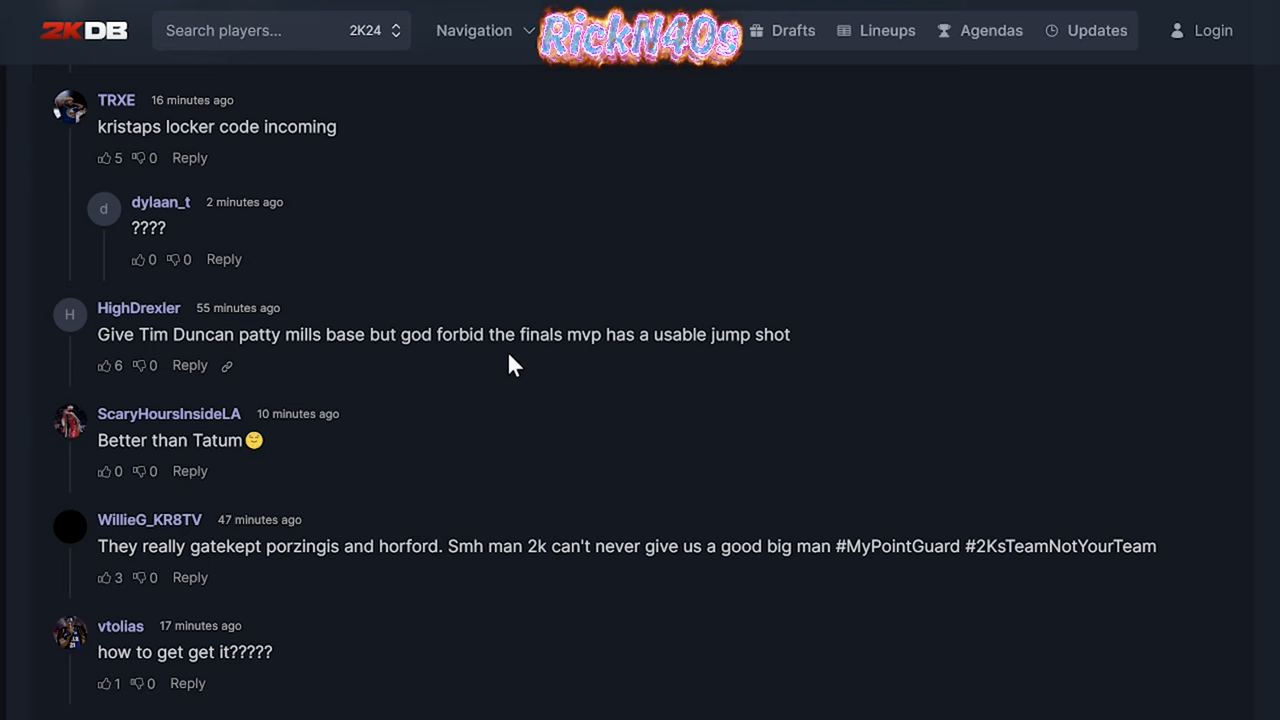 2KDB Search players... 2K24 Navigation RickN40s Drafts Lineups Agendas Updates Login
TRXE 16 minutes ago
kristaps locker code incoming
5 0 Reply
d dylaan_t 2 minutes ago
????
0 0 Reply
H HighDrexler 55 minutes ago
Give Tim Duncan patty mills base but god forbid the finals mvp has a usable jump shot
6 0 Reply
ScaryHoursInsideLA 10 minutes ago
Better than Tatum😌
0 0 Reply
WillieG_KR8TV 47 minutes ago
They really gatekept porzingis and horford. Smh man 2k can't never give us a good big man #MyPointGuard #2KsTeamNotYourTeam
3 0 Reply
vtolias 17 minutes ago
how to get get it?????
1 0 Reply